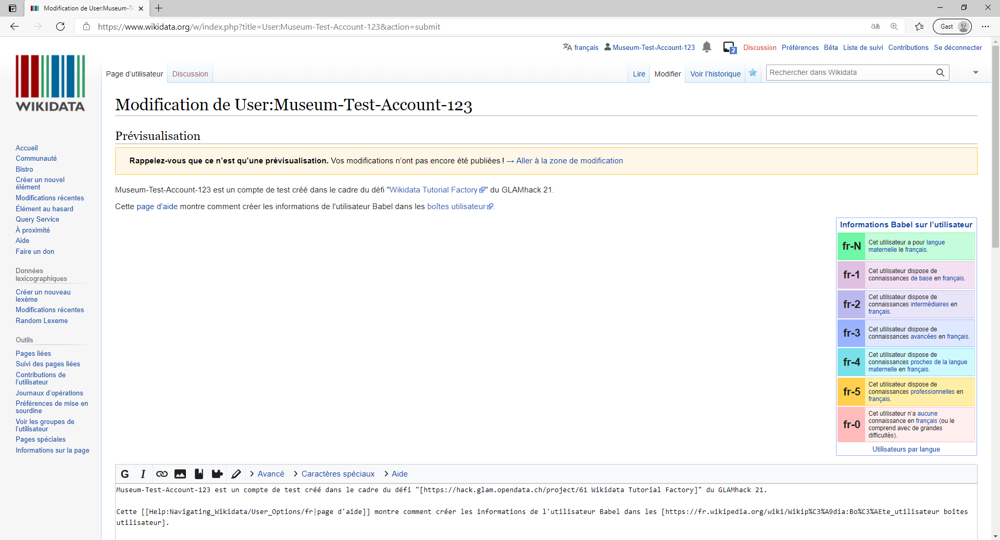 Modification de User:Museum-Te
https://www.wikidata.org/w/index.php?title=User:Museum-Test-Account-123&action=submit
aあ
Gast
français
Museum-Test-Account-123
2
Discussion
Préférences
Bêta
Liste de suivi
Contributions
Se déconnecter
WIKIDATA
Page d’utilisateur
Discussion
Lire
Modifier
Voir l’historique
Rechercher dans Wikidata
Modification de User:Museum-Test-Account-123
Prévisualisation
Rappelez-vous que ce n’est qu’une prévisualisation. Vos modifications n’ont pas encore été publiées ! → Aller à la zone de modification
Museum-Test-Account-123 est un compte de test créé dans le cadre du défi "Wikidata Tutorial Factory" du GLAMhack 21.
Cette page d'aide montre comment créer les informations de l'utilisateur Babel dans les boîtes utilisateur.
Accueil
Communauté
Bistro
Créer un nouvel
élément
Modifications récentes
Élément au hasard
Query Service
À proximité
Aide
Faire un don
Données
lexicographiques
Créer un nouveau
lexème
Modifications récentes
Random Lexeme
Outils
Pages liées
Suivi des pages liées
Contributions de
l’utilisateur
Journaux d’opérations
Préférences de mise en
sourdine
Voir les groupes de
l’utilisateur
Pages spéciales
Informations sur la page
Informations Babel sur l’utilisateur
fr-N
Cet utilisateur a pour langue
maternelle le français.
fr-1
Cet utilisateur dispose de
connaissances de base en français.
fr-2
Cet utilisateur dispose de
connaissances intermédiaires en
français.
fr-3
Cet utilisateur dispose de
connaissances avancées en français.
fr-4
Cet utilisateur dispose de
connaissances proches de la langue
maternelle en français.
fr-5
Cet utilisateur dispose de
connaissances professionnelles en
français.
fr-0
Cet utilisateur n’a aucune
connaissance en français (ou le
comprend avec de grandes
difficultés).
Utilisateurs par langue
G I
Avancé
Caractères spéciaux
Aide
Museum-Test-Account-123 est un compte de test créé dans le cadre du défi "[https://hack.glam.opendata.ch/project/61 Wikidata Tutorial Factory]" du GLAMhack 21.
Cette [[Help:Navigating_Wikidata/User_Options/fr|page d'aide]] montre comment créer les informations de l'utilisateur Babel dans les [https://fr.wikipedia.org/wiki/Wikip%C3%A9dia:Bo%C3%AEte_utilisateur boîtes
utilisateur].